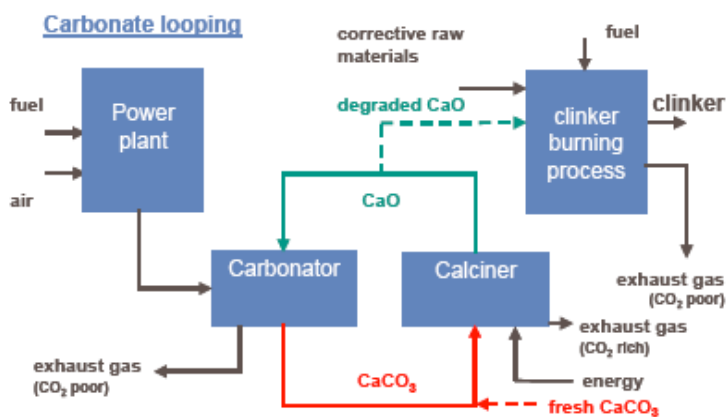 Carbonate looping
corrective raw
materials
fuel
fuel
Power
plant
degraded CaO
clinker
burning
process
clinker
air
CaO
Carbonator
Calciner
exhaust gas
(CO₂ poor)
exhaust gas
(CO₂ rich)
exhaust gas
(CO₂ poor)
CaCO₃
energy
fresh CaCO₃